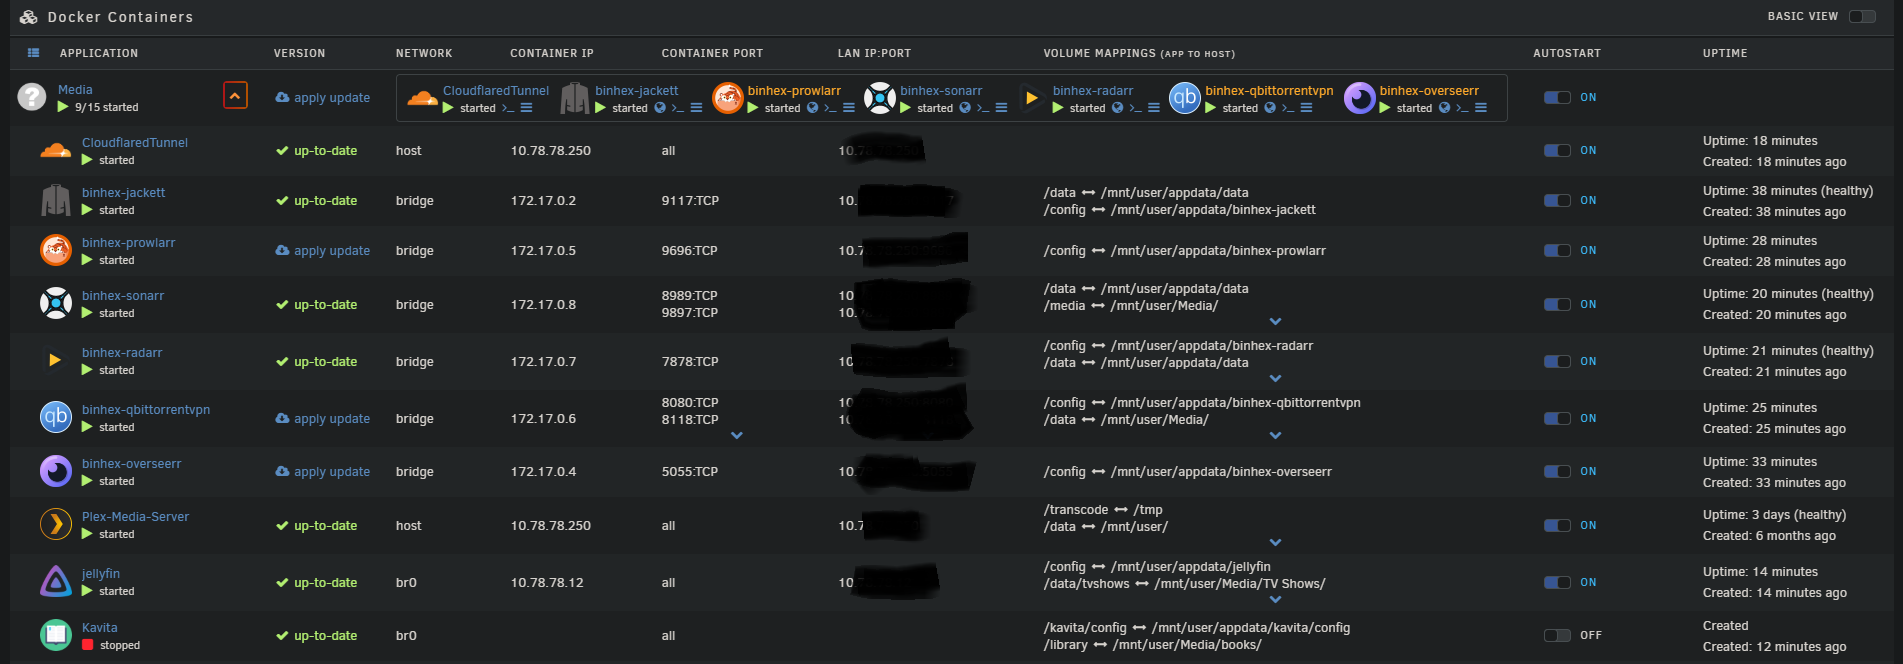 Docker Containers
BASIC VIEW
APPLICATION VERSION NETWORK CONTAINER IP CONTAINER PORT LAN IP:PORT VOLUME MAPPINGS (APP TO HOST) AUTOSTART UPTIME
Media
9/15 started
apply update
CloudflaredTunnel
started
binhex-jackett
started
binhex-prowlarr
started
binhex-sonarr
started
binhex-radarr
started
qb
binhex-qbittorrentvpn
started
binhex-overseerr
started
ON
CloudflaredTunnel
started
up-to-date
host
10.78.78.250
all
ON
Uptime: 18 minutes
Created: 18 minutes ago
binhex-jackett
started
up-to-date
bridge
172.17.0.2
9117:TCP
10.
/data ↔ /mnt/user/appdata/data
/config ↔ /mnt/user/appdata/binhex-jackett
ON
Uptime: 38 minutes (healthy)
Created: 38 minutes ago
binhex-prowlarr
started
apply update
bridge
172.17.0.5
9696:TCP
10.7
/config ↔ /mnt/user/appdata/binhex-prowlarr
ON
Uptime: 28 minutes
Created: 28 minutes ago
binhex-sonarr
started
up-to-date
bridge
172.17.0.8
8989:TCP
9897:TCP
10
10.
/data ↔ /mnt/user/appdata/data
/media ↔ /mnt/user/Media/
ON
Uptime: 20 minutes (healthy)
Created: 20 minutes ago
binhex-radarr
started
up-to-date
bridge
172.17.0.7
7878:TCP
10
/config ↔ /mnt/user/appdata/binhex-radarr
/data ↔ /mnt/user/appdata/data
ON
Uptime: 21 minutes (healthy)
Created: 21 minutes ago
qb
binhex-qbittorrentvpn
started
apply update
bridge
172.17.0.6
8080:TCP
8118:TCP
10
/config ↔ /mnt/user/appdata/binhex-qbittorrentvpn
/data ↔ /mnt/user/Media/
ON
Uptime: 25 minutes
Created: 25 minutes ago
binhex-overseerr
started
apply update
bridge
172.17.0.4
5055:TCP
10.
/config ↔ /mnt/user/appdata/binhex-overseerr
ON
Uptime: 33 minutes
Created: 33 minutes ago
Plex-Media-Server
started
up-to-date
host
10.78.78.250
all
10.7
/transcode ↔ /tmp
/data ↔ /mnt/user/
ON
Uptime: 3 days (healthy)
Created: 6 months ago
jellyfin
started
up-to-date
br0
10.78.78.12
all
10
/config ↔ /mnt/user/appdata/jellyfin
/data/tvshows ↔ /mnt/user/Media/TV Shows/
ON
Uptime: 14 minutes
Created: 14 minutes ago
Kavita
stopped
up-to-date
br0
all
/kavita/config ↔ /mnt/user/appdata/kavita/config
/library ↔ /mnt/user/Media/books/
OFF
Created
Created: 12 minutes ago